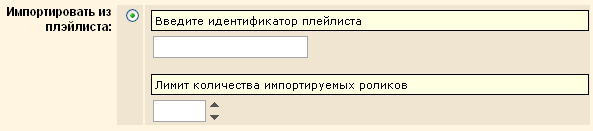 Импортировать из
плэйлиста:
Введите идентификатор плейлиста
Лимит количества импортируемых роликов